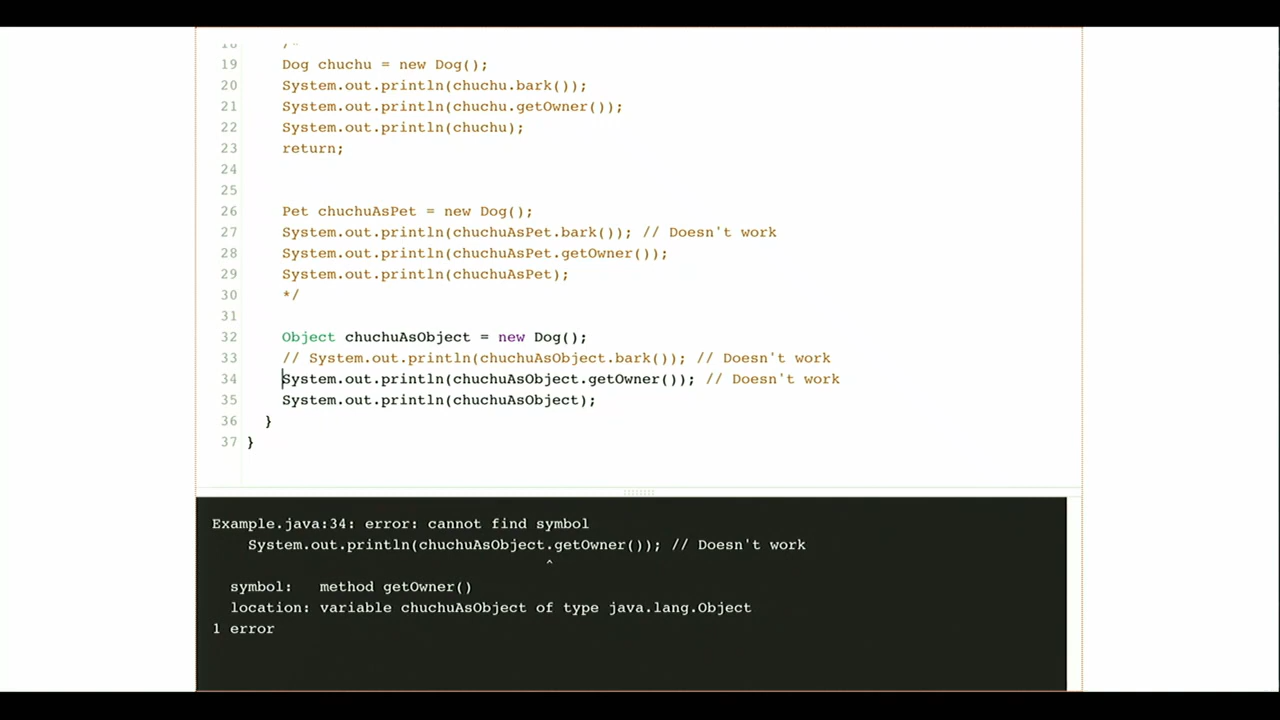 18 /*
19 Dog chuchu = new Dog();
20 System.out.println(chuchu.bark());
21 System.out.println(chuchu.getOwner());
22 System.out.println(chuchu);
23 return;
24
25
26 Pet chuchuAsPet = new Dog();
27 System.out.println(chuchuAsPet.bark()); // Doesn't work
28 System.out.println(chuchuAsPet.getOwner());
29 System.out.println(chuchuAsPet);
30 */
31
32 Object chuchuAsObject = new Dog();
33 // System.out.println(chuchuAsObject.bark()); // Doesn't work
34 System.out.println(chuchuAsObject.getOwner()); // Doesn't work
35 System.out.println(chuchuAsObject);
36 }
37 }
Example.java:34: error: cannot find symbol
System.out.println(chuchuAsObject.getOwner()); // Doesn't work
^
symbol: method getOwner()
location: variable chuchuAsObject of type java.lang.Object
1 error